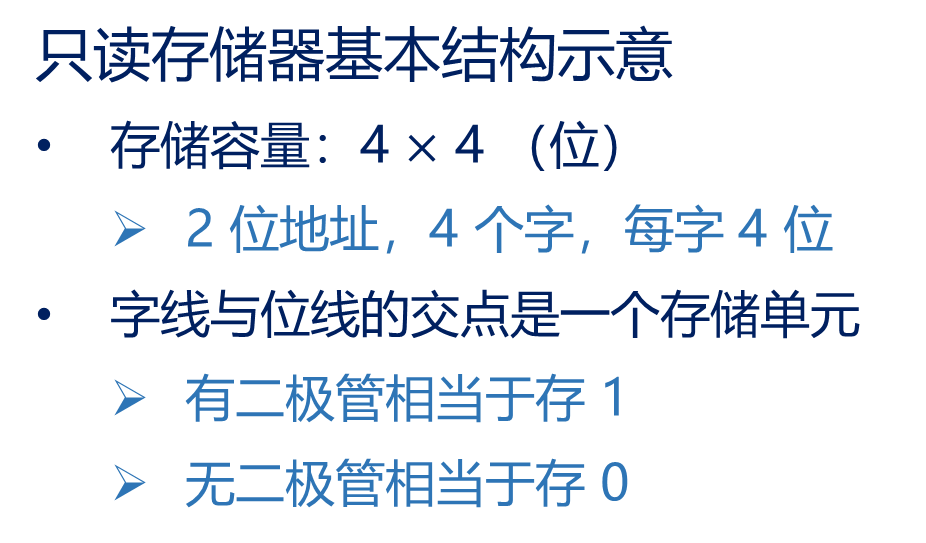 只读存储器基本结构示意
• 存储容量：4 × 4 （位）
➢ 2 位地址，4 个字，每字 4 位
• 字线与位线的交点是一个存储单元
➢ 有二极管相当于存 1
➢ 无二极管相当于存 0